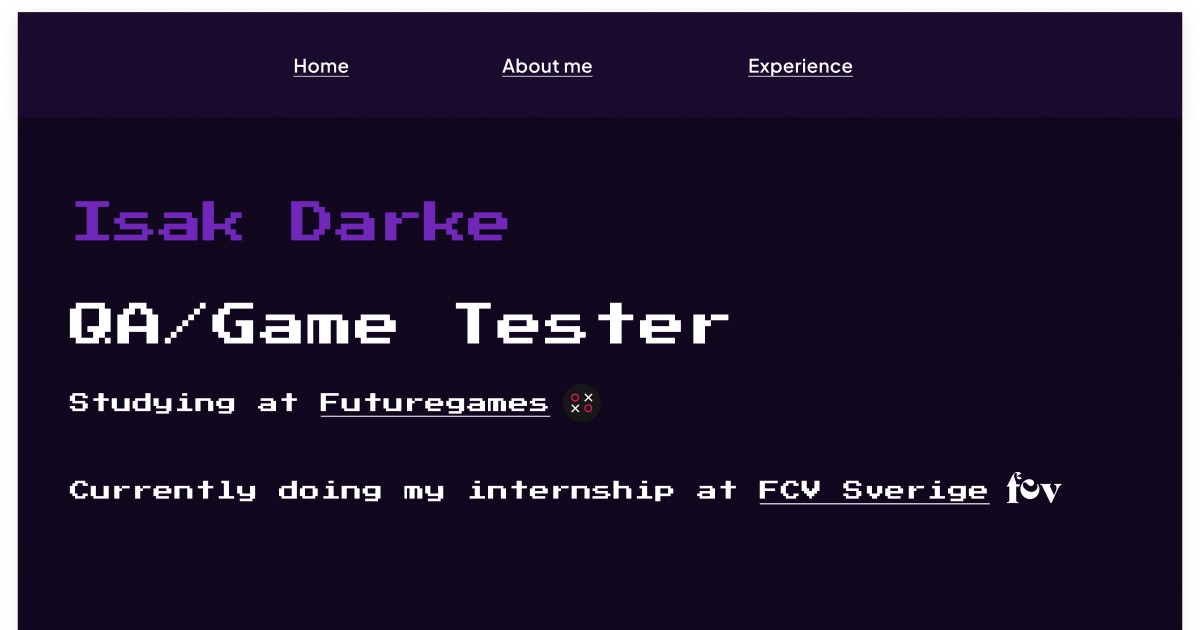 Home About me Experience
Isak Darke
QA/Game Tester
Studying at Futuregames
Currently doing my internship at FCV Sverige fcv